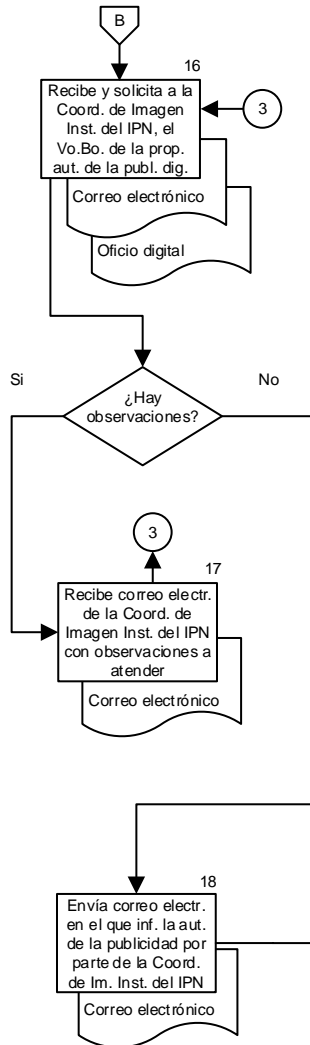 B
16
Recibe y solicita a la
Coord. de Imagen
Inst. del IPN, el
Vo.Bo. de la prop.
aut. de la publ. dig.
3
Correo electrónico
Oficio digital
Si
No
¿Hay
observaciones?
3
17
Recibe correo electr.
de la Coord. de
Imagen Inst. del IPN
con observaciones a
atender
Correo electrónico
18
Envía correo electr.
en el que inf. la aut.
de la publicidad por
parte de la Coord.
de Im. Inst. del IPN
Correo electrónico